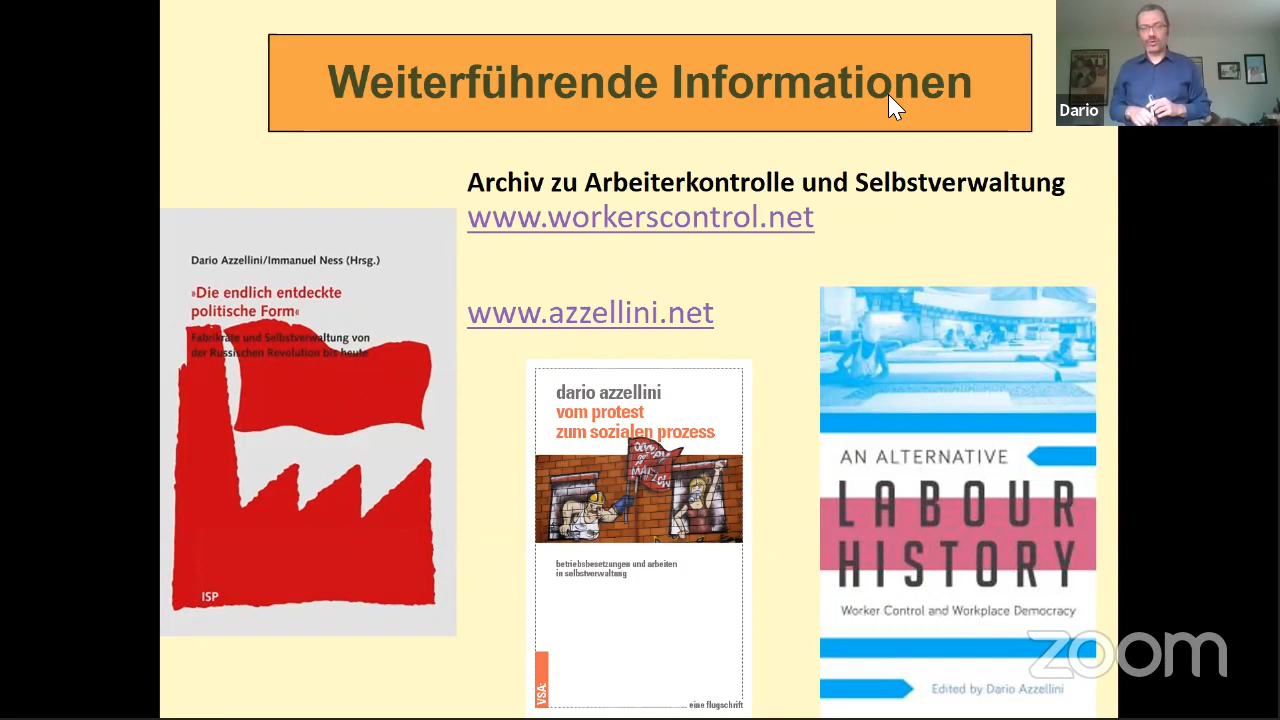 Weiterführende Informationen
Dario
Archiv zu Arbeiterkontrolle und Selbstverwaltung
www.workerscontrol.net
www.azzellini.net
Dario Azzellini/Immanuel Ness (Hrsg.)
»Die endlich entdeckte
politische Form«
Fabrikräte und Selbstverwaltung von
der Russischen Revolution bis heute
ISP
dario azzellini
vom protest
zum sozialen prozess
betriebsbesetzungen und arbeiten
in selbstverwaltung
VSA:
eine flugschrift
AN ALTERNATIVE
LABOUR
HISTORY
Worker Control and Workplace Democracy
Edited by Dario Azzellini
zoom